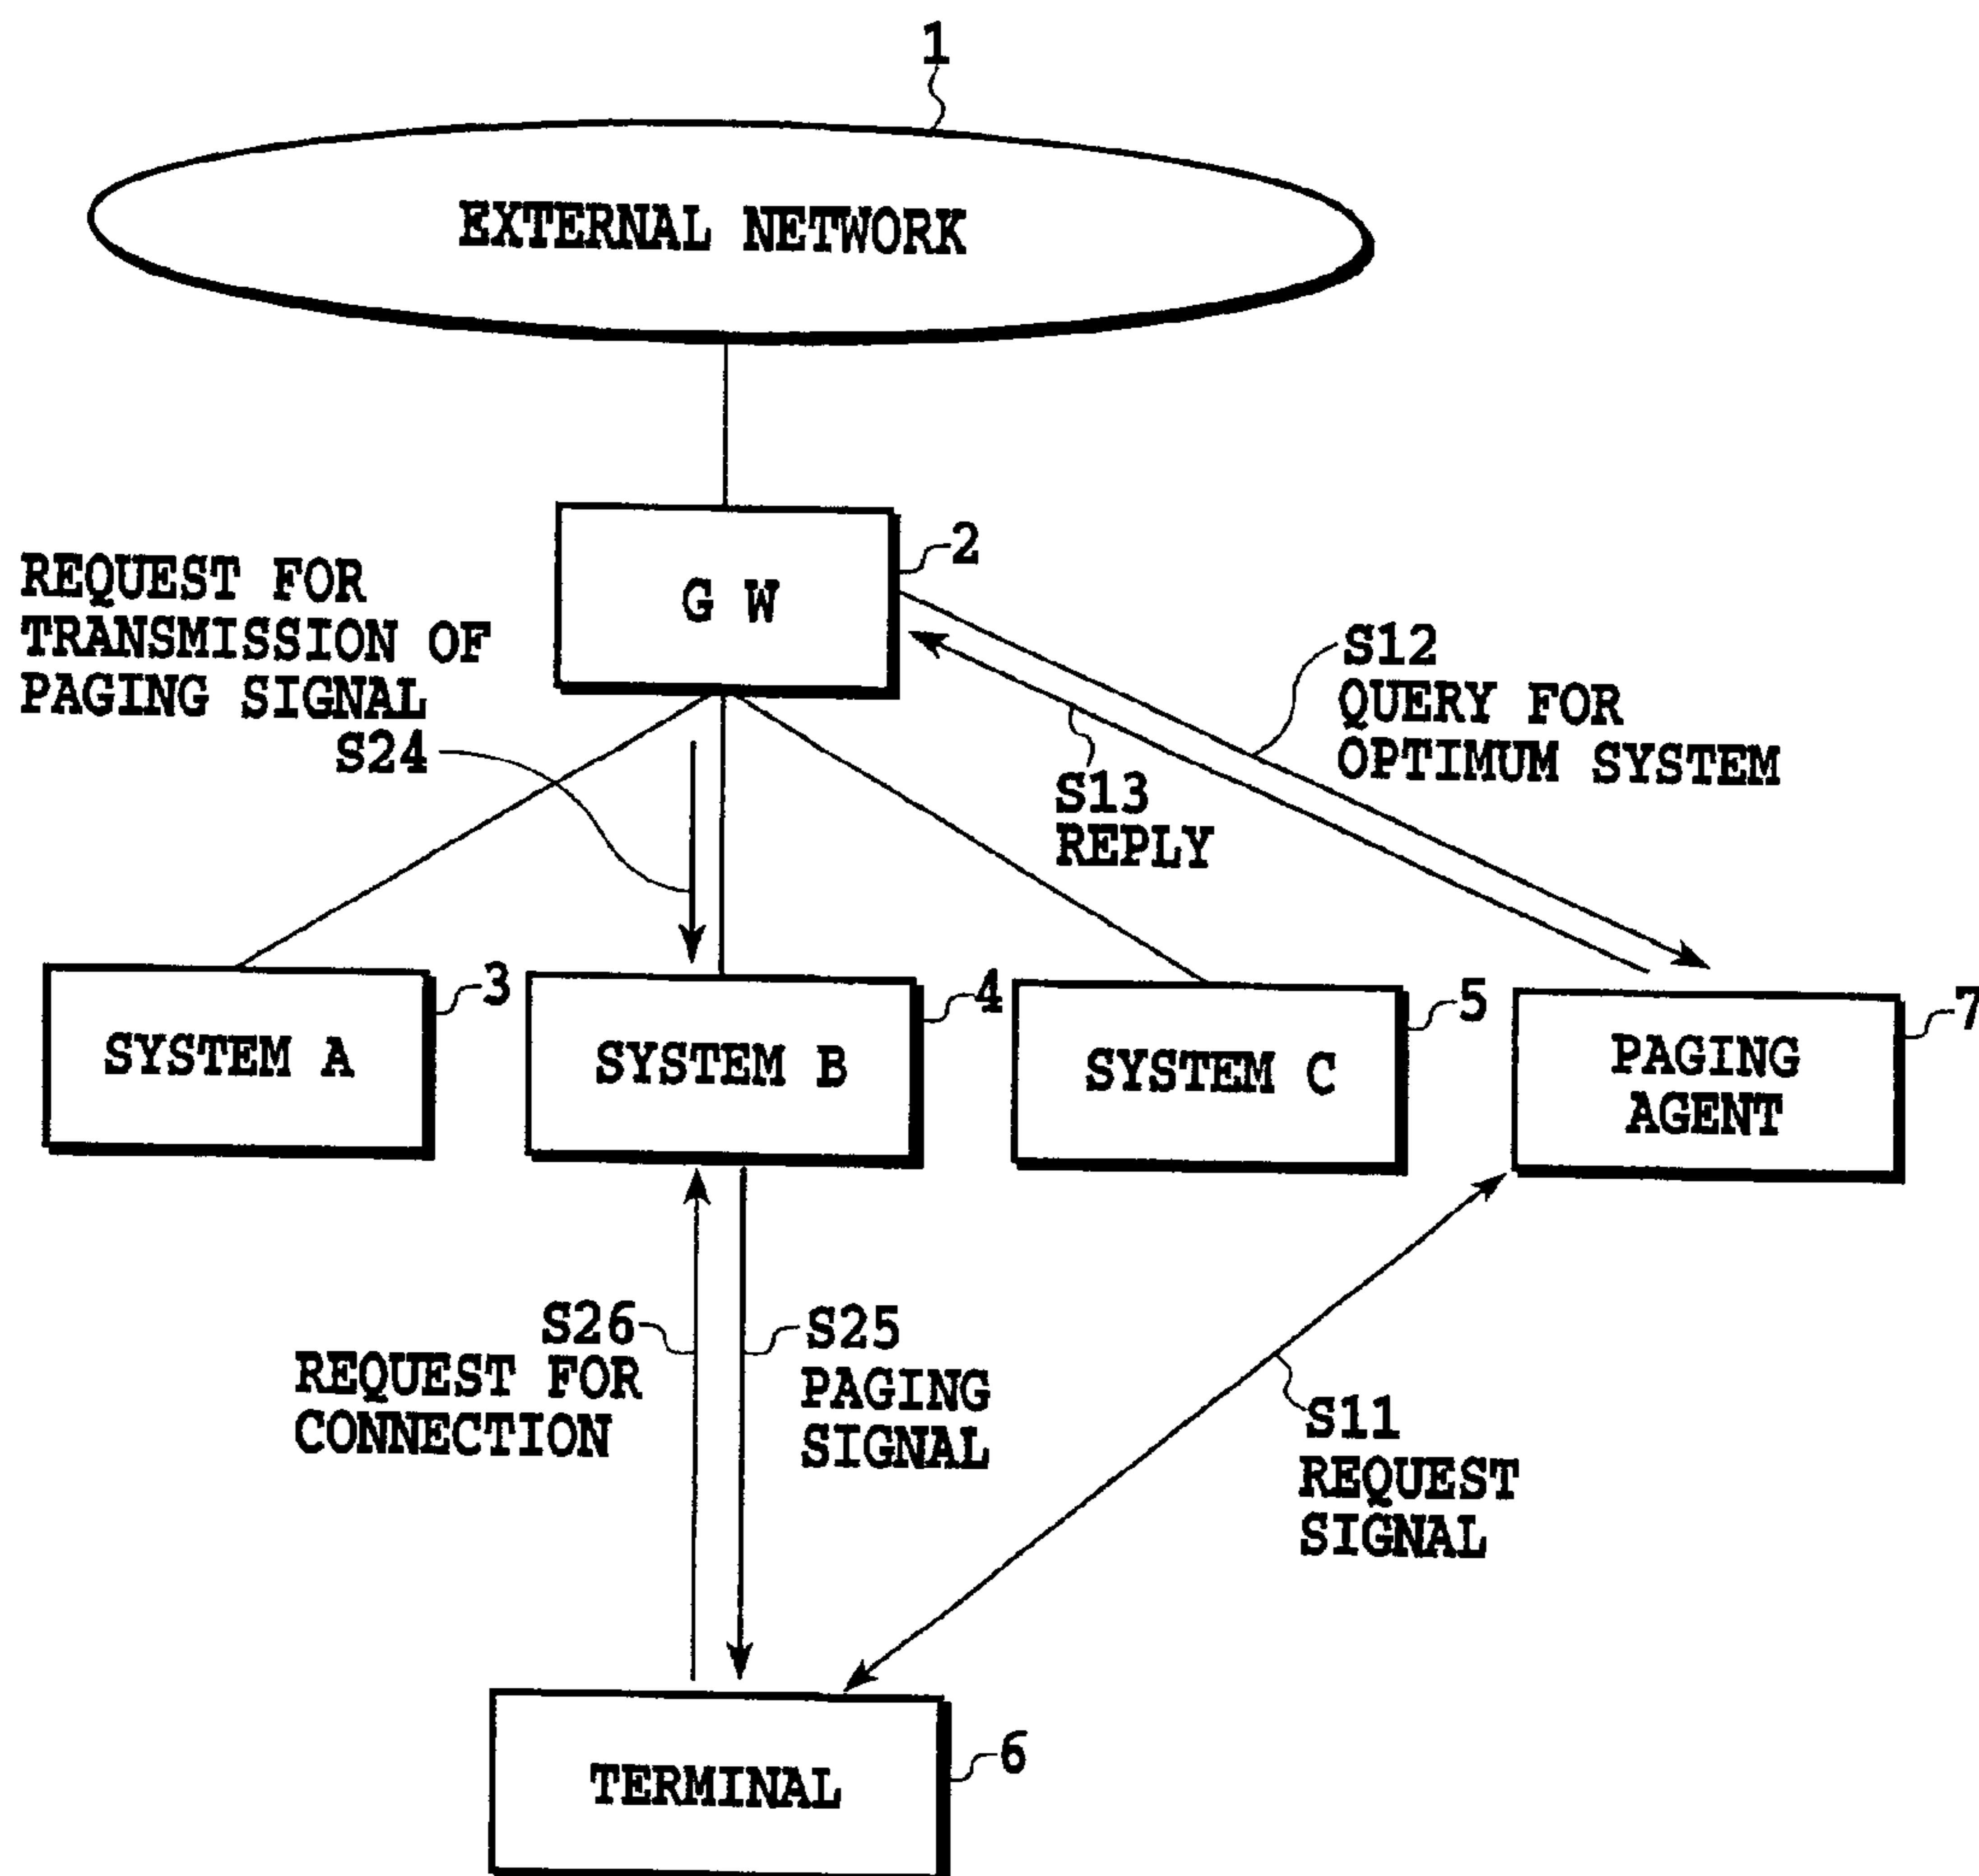 1
EXTERNAL NETWORK
2
G W
REQUEST FOR
TRANSMISSION OF
PAGING SIGNAL
S24
S12
QUERY FOR
OPTIMUM SYSTEM
S13
REPLY
3
SYSTEM A
4
SYSTEM B
5
SYSTEM C
7
PAGING
AGENT
S26
REQUEST FOR
CONNECTION
S25
PAGING
SIGNAL
S11
REQUEST
SIGNAL
6
TERMINAL